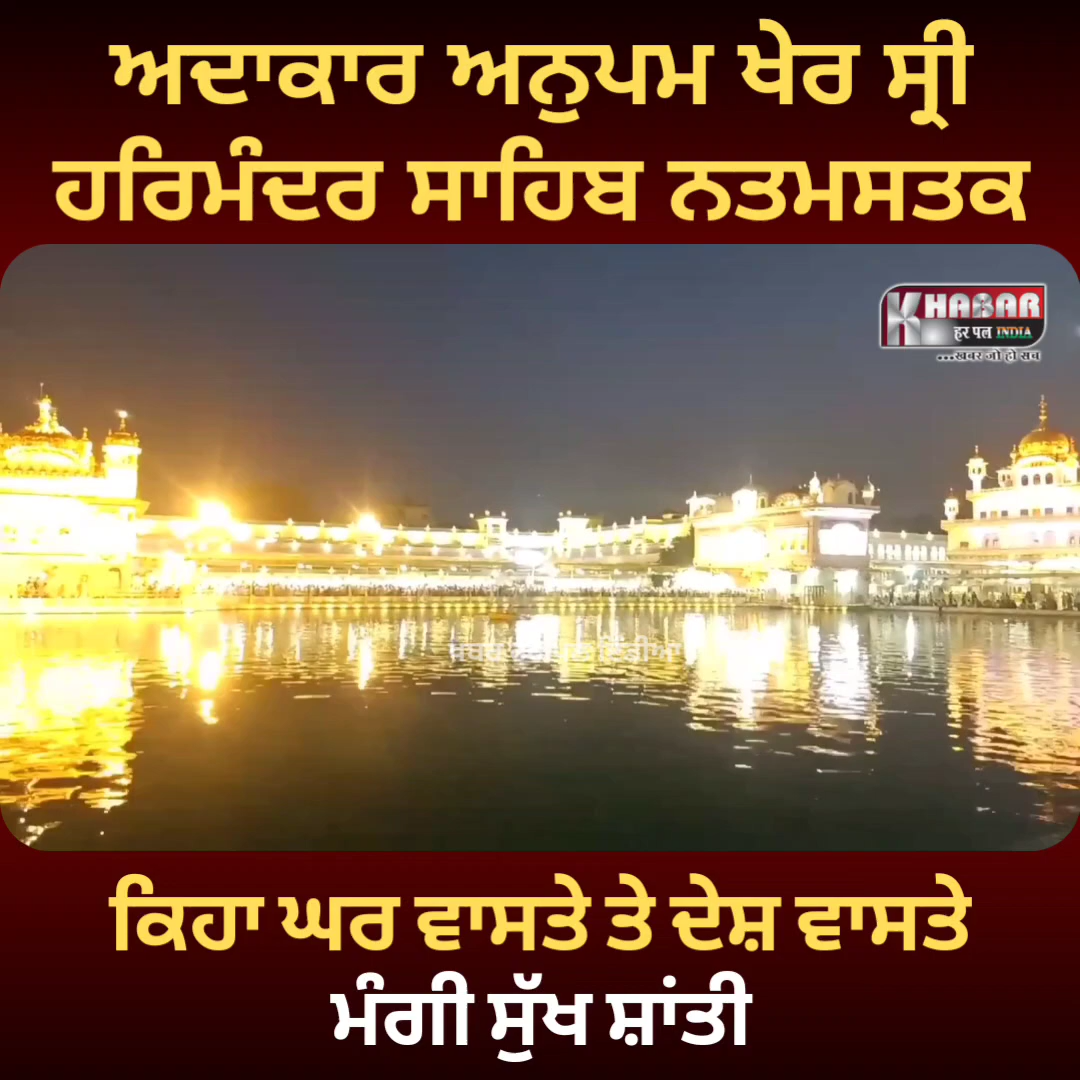 ਅਦਾਕਾਰ ਅਨੁਪਮ ਖੇਰ ਸ੍ਰੀ
ਹਰਿਮੰਦਰ ਸਾਹਿਬ ਨਤਮਸਤਕ
KHABAR
हर पल INDIA
...खबर जो हो सच
ਕਿਹਾ ਘਰ ਵਾਸਤੇ ਤੇ ਦੇਸ਼ ਵਾਸਤੇ
ਮੰਗੀ ਸੁੱਖ ਸ਼ਾਂਤੀ